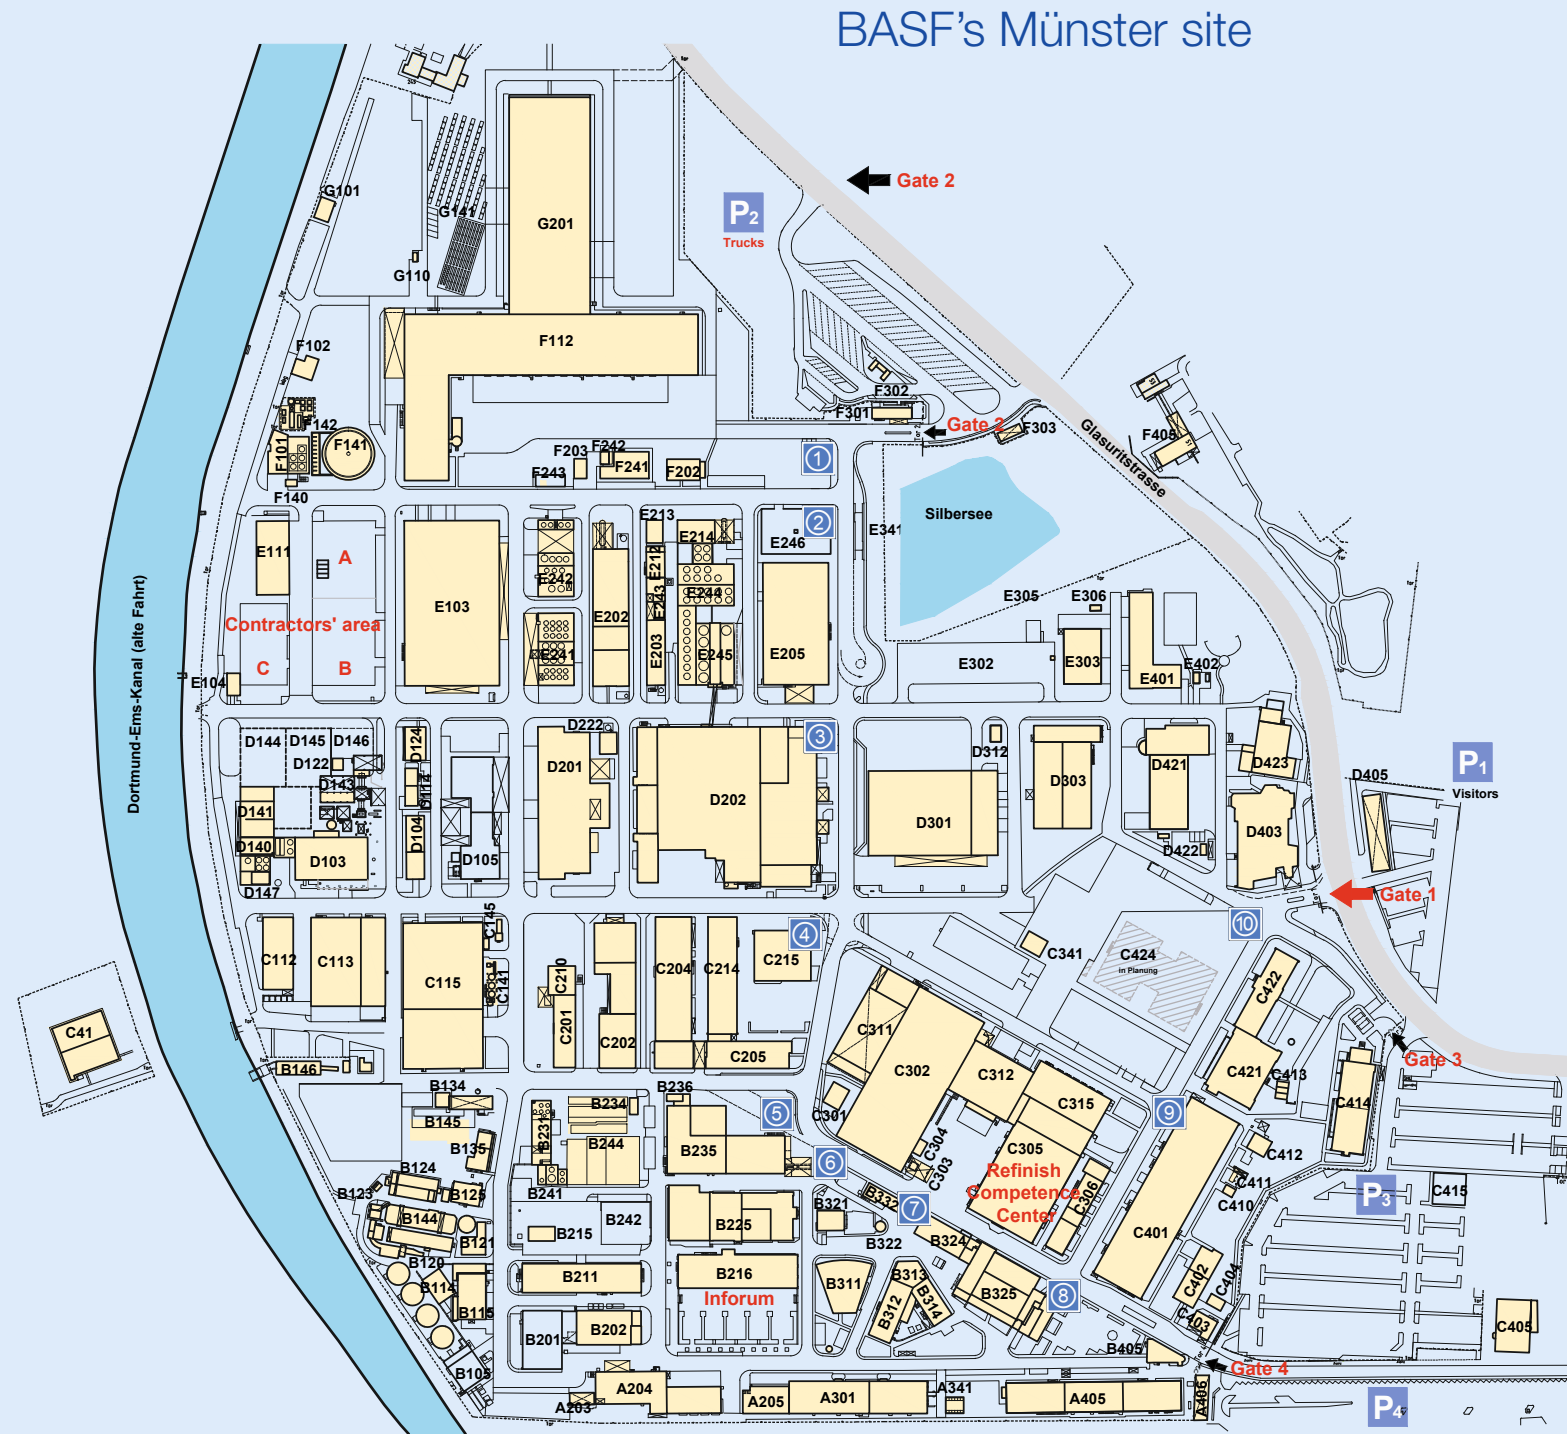 BASF's Münster site
Gate 2
P2
Trucks
G101
G141
G201
G110
F112
F102
F302
F301
Gate 2
Tor 2
F303
F405
Glasuritstrasse
F142
F101
F141
F140
F203
F242
F243
F241
F202
1
2
E111
A
Contractors' area
C
B
E104
E103
E242
E241
E202
E213
E212
E243
E203
E214
E244
E245
E246
E205
E341
Silbersee
E305
E306
E302
E303
E401
E402
Dortmund-Ems-Kanal (alte Fahrt)
D144
D145
D146
D122
D143
D141
D140
D103
D147
D124
D114
D104
D105
D222
D201
D202
3
D301
D312
D303
D421
D422
D423
D403
D405
P1
Visitors
Gate 1
10
C112
C113
C115
C145
C141
C210
C201
C202
C204
C214
C215
4
C205
C341
C424
in Planung
C422
C311
C302
C312
C315
C301
C304
C303
C305
Refinish
Competence
Center
C306
C421
C413
C414
Gate 3
9
C412
C411
C410
C401
C402
C404
C403
P3
C415
C405
C41
B146
B134
B145
B135
B124
B123
B125
B144
B121
B120
B114
B115
B105
B231
B234
B244
B241
B242
B215
B211
B201
B202
B236
B235
5
6
B225
B216
Inforum
B321
B322
B332
7
B324
B311
B313
B312
B314
B325
8
B405
Gate 4
A203
A204
A205
A301
A341
A405
A406
P4